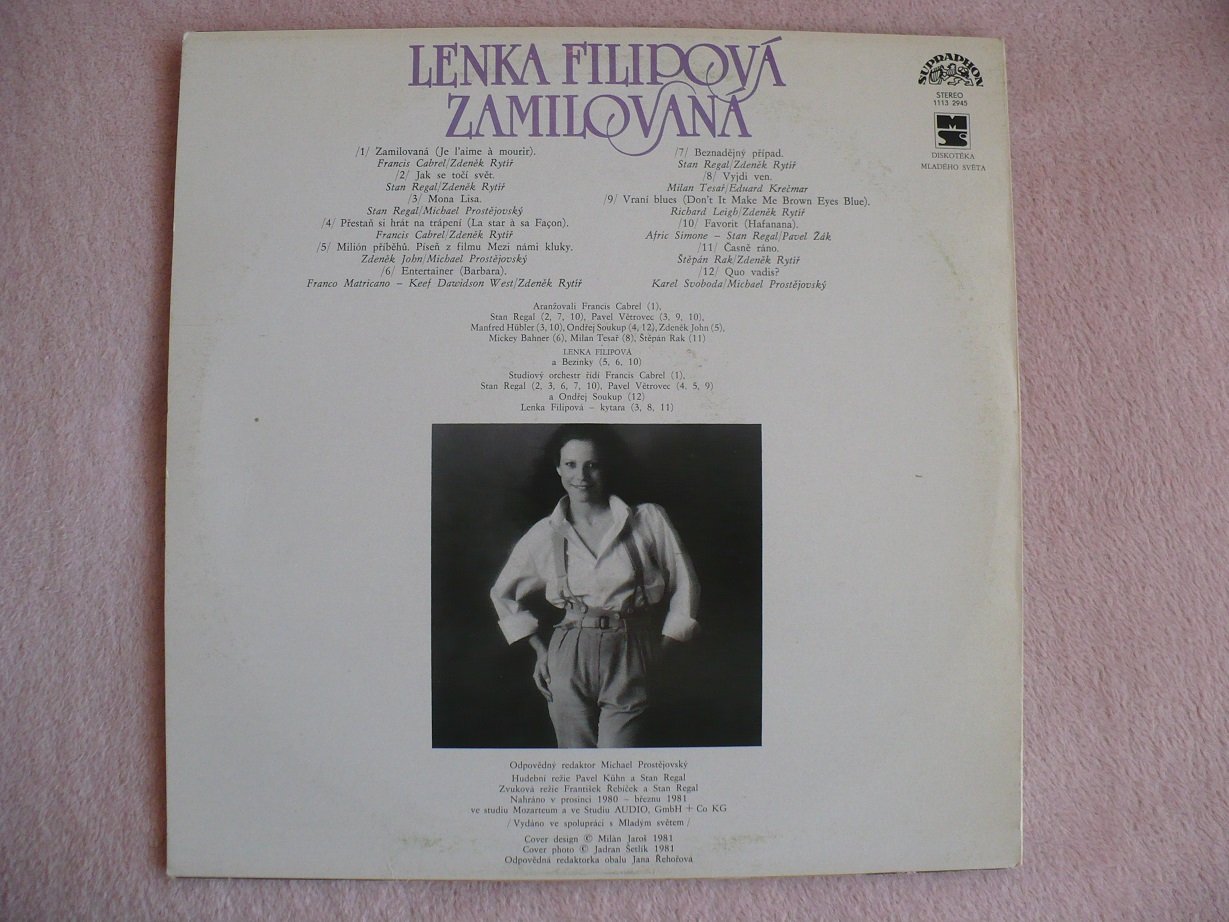 LENKA FILIPOVÁ
ZAMILOVANÁ
SUPRAPHON
STEREO
1113 2945
MS
DISKOTÉKA
MLADÉHO SVĚTA
/1/ Zamilovaná (Je l'aime à mourir).
Francis Cabrel/Zdeněk Rytíř
/2/ Jak se točí svět.
Stan Regal/Zdeněk Rytíř
/3/ Mona Lisa.
Stan Regal/Michael Prostějovský
/4/ Přestaň si hrát na trápení (La star à sa Façon).
Francis Cabrel/Zdeněk Rytíř
/5/ Milión příběhů. Píseň z filmu Mezi námi kluky.
Zdeněk John/Michael Prostějovský
/6/ Entertainer (Barbara).
Franco Matricano – Keef Dawidson West/Zdeněk Rytíř
/7/ Beznadějný případ.
Stan Regal/Zdeněk Rytíř
/8/ Vyjdi ven.
Milan Tesař/Eduard Krečmar
/9/ Vraní blues (Don't It Make Me Brown Eyes Blue).
Richard Leigh/Zdeněk Rytíř
/10/ Favorit (Hafanana).
Afric Simone – Stan Regal/Pavel Žák
/11/ Časně ráno.
Štěpán Rak/Zdeněk Rytíř
/12/ Quo vadis?
Karel Svoboda/Michael Prostějovský
Aranžovali Francis Cabrel (1),
Stan Regal (2, 7, 10), Pavel Větrovec (3, 9, 10),
Manfred Hübler (3, 10), Ondřej Soukup (4, 12), Zdeněk John (5),
Mickey Bahner (6), Milan Tesař (8), Štěpán Rak (11)
LENKA FILIPOVÁ
a Bezinky (5, 6, 10)
Studiový orchestr řídí Francis Cabrel (1),
Stan Regal (2, 3, 6, 7, 10), Pavel Větrovec (4, 5, 9)
a Ondřej Soukup (12)
Lenka Filipová – kytara (3, 8, 11)
Odpovědný redaktor Michael Prostějovský
Hudební režie Pavel Kühn a Stan Regal
Zvuková režie František Řebíček a Stan Regal
Nahráno v prosinci 1980 – březnu 1981
ve studiu Mozarteum a ve Studiu AUDIO, GmbH + Co KG
/Vydáno ve spolupráci s Mladým světem/
Cover design © Milan Jaroš 1981
Cover photo © Jadran Šetlík 1981
Odpovědná redaktorka obalu Jana Řehořová